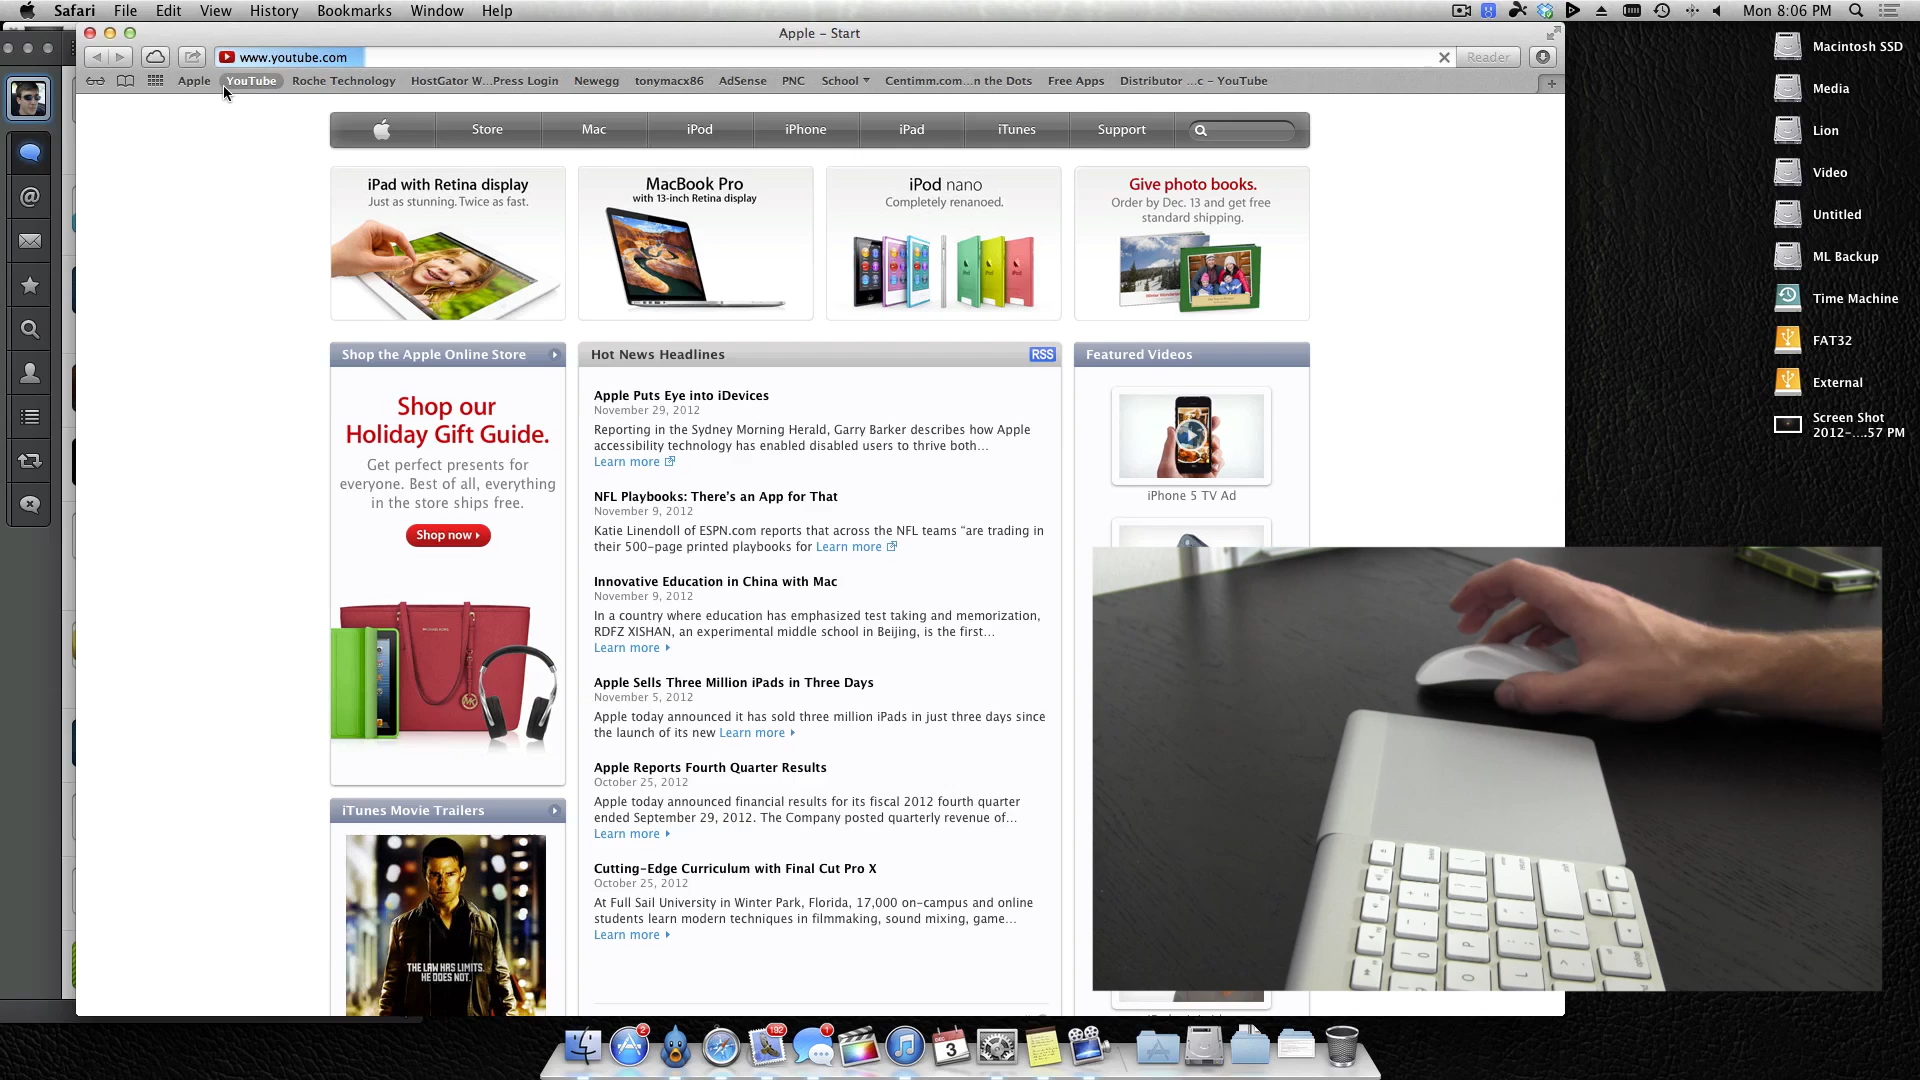 Safari File Edit View History Bookmarks Window Help
Mon 8:06 PM
Apple – Start
www.youtube.com
Reader
Apple YouTube Roche Technology HostGator W...Press Login Newegg tonymacx86 AdSense PNC School Centimm.com...n the Dots Free Apps Distributor ...c – YouTube
Store Mac iPod iPhone iPad iTunes Support
iPad with Retina display
Just as stunning. Twice as fast.
MacBook Pro
with 13-inch Retina display
iPod nano
Completely renanoed.
Give photo books.
Order by Dec. 13 and get free
standard shipping.
Shop the Apple Online Store
Shop our
Holiday Gift Guide.
Get perfect presents for
everyone. Best of all, everything
in the store ships free.
Shop now
iTunes Movie Trailers
THE LAW HAS LIMITS.
HE DOES NOT.
Hot News Headlines
RSS
Apple Puts Eye into iDevices
November 29, 2012
Reporting in the Sydney Morning Herald, Garry Barker describes how Apple
accessibility technology has enabled disabled users to thrive both...
Learn more
NFL Playbooks: There's an App for That
November 9, 2012
Katie Linendoll of ESPN.com reports that across the NFL teams "are trading in
their 500-page printed playbooks for Learn more
Innovative Education in China with Mac
November 9, 2012
In a country where education has emphasized test taking and memorization,
RDFZ XISHAN, an experimental middle school in Beijing, is the first...
Learn more
Apple Sells Three Million iPads in Three Days
November 5, 2012
Apple today announced it has sold three million iPads in just three days since
the launch of its new Learn more
Apple Reports Fourth Quarter Results
October 25, 2012
Apple today announced financial results for its fiscal 2012 fourth quarter
ended September 29, 2012. The Company posted quarterly revenue of...
Learn more
Cutting-Edge Curriculum with Final Cut Pro X
October 25, 2012
At Full Sail University in Winter Park, Florida, 17,000 on-campus and online
students learn modern techniques in filmmaking, sound mixing, game...
Learn more
Featured Videos
iPhone 5 TV Ad
Macintosh SSD
Media
Lion
Video
Untitled
ML Backup
Time Machine
FAT32
External
Screen Shot
2012-....57 PM
2
192
1
DEC
3